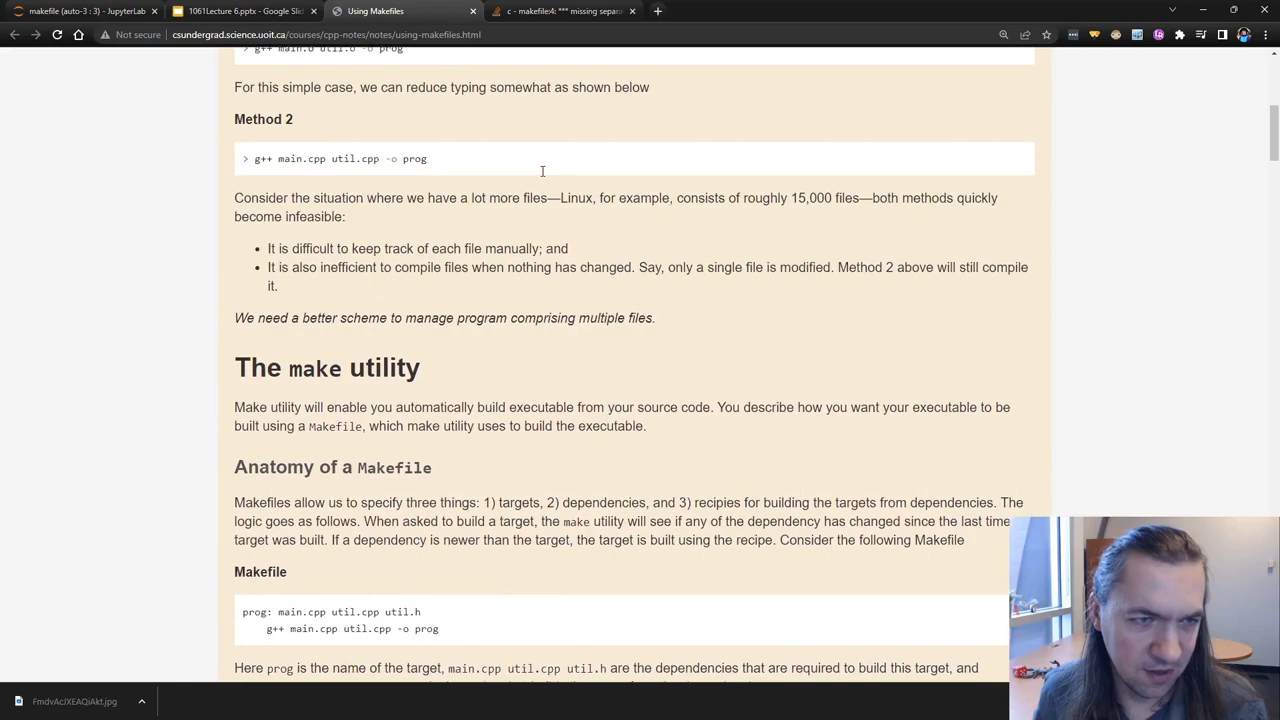 makefile (auto-3 : 3) - JupyterLab
1061Lecture 6.pptx - Google Slid
Using Makefiles
c - makefile4: *** missing separa
Not secure csundergrad.science.uoit.ca/courses/cpp-notes/notes/using-makefiles.html
> g++ main.o util.o -o prog
For this simple case, we can reduce typing somewhat as shown below
Method 2
> g++ main.cpp util.cpp -o prog
Consider the situation where we have a lot more files—Linux, for example, consists of roughly 15,000 files—both methods quickly
become infeasible:
• It is difficult to keep track of each file manually; and
• It is also inefficient to compile files when nothing has changed. Say, only a single file is modified. Method 2 above will still compile
it.
We need a better scheme to manage program comprising multiple files.
The make utility
Make utility will enable you automatically build executable from your source code. You describe how you want your executable to be
built using a Makefile, which make utility uses to build the executable.
Anatomy of a Makefile
Makefiles allow us to specify three things: 1) targets, 2) dependencies, and 3) recipies for building the targets from dependencies. The
logic goes as follows. When asked to build a target, the make utility will see if any of the dependency has changed since the last time
target was built. If a dependency is newer than the target, the target is built using the recipe. Consider the following Makefile
Makefile
prog: main.cpp util.cpp util.h
g++ main.cpp util.cpp -o prog
Here prog is the name of the target, main.cpp util.cpp util.h are the dependencies that are required to build this target, and
FmdvAcJXEAQiAkt.jpg